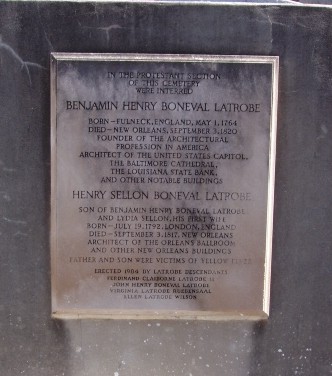 IN THE PROTESTANT SECTION
OF THIS CEMETERY
WERE INTERRED
BENJAMIN HENRY BONEVAL LATROBE
BORN – FULNECK, ENGLAND, MAY 1, 1764
DIED – NEW ORLEANS, SEPTEMBER 3, 1820
FOUNDER OF THE ARCHITECTURAL
PROFESSION IN AMERICA
ARCHITECT OF THE UNITED STATES CAPITOL,
THE BALTIMORE CATHEDRAL,
THE LOUISIANA STATE BANK,
AND OTHER NOTABLE BUILDINGS
HENRY SELLON BONEVAL LATROBE
SON OF BENJAMIN HENRY BONEVAL LATROBE
AND LYDIA SELLON, HIS FIRST WIFE
BORN – JULY 19, 1792, LONDON, ENGLAND
DIED – SEPTEMBER 3, 1817, NEW ORLEANS
ARCHITECT OF THE ORLEANS BALLROOM
AND OTHER NEW ORLEANS BUILDINGS
FATHER AND SON WERE VICTIMS OF YELLOW FEVER
ERECTED 1904 BY LATROBE DESCENDANTS
FERDINAND CLAIBORNE LATROBE II
JOHN HENRY BONEVAL LATROBE
VIRGINIA LATROBE
ELLEN LATROBE WILSON